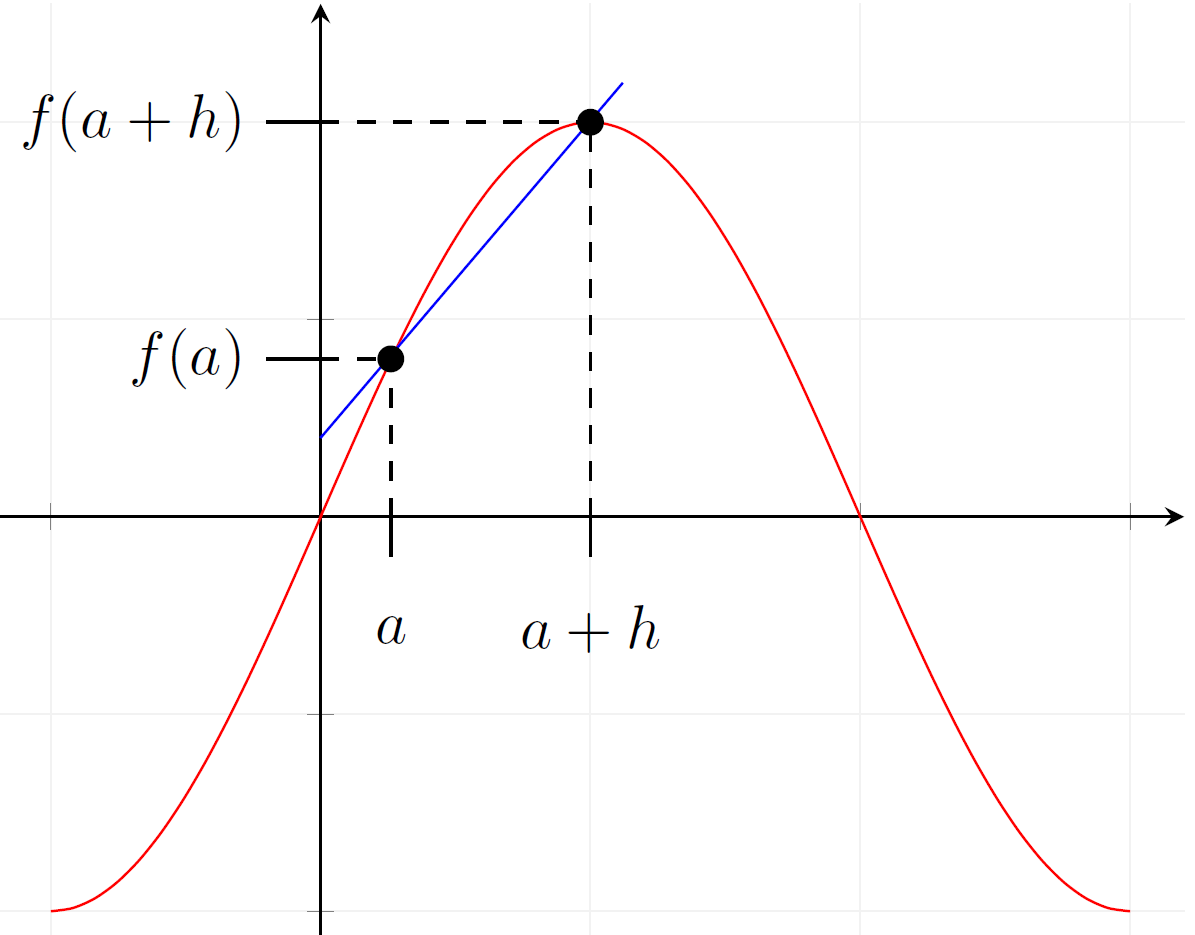 f(a + h)
f(a)
a
a + h